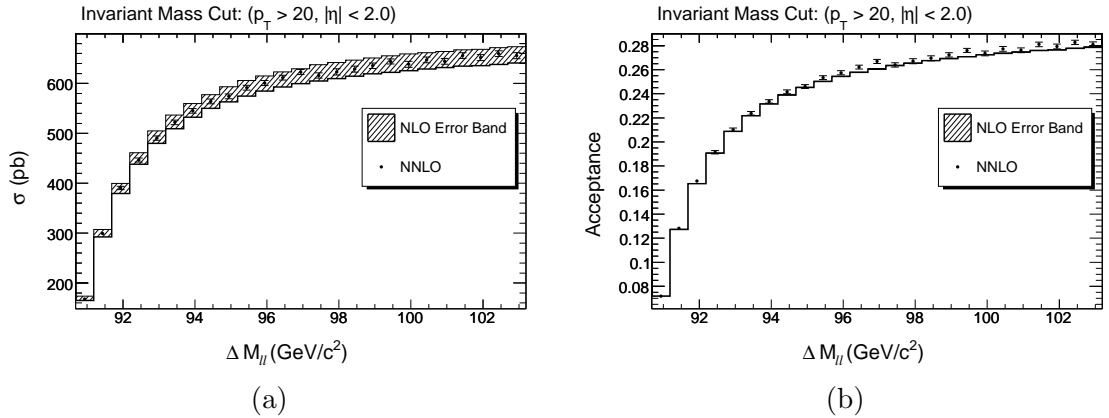 Invariant Mass Cut: (p_T > 20, |η| < 2.0)
σ (pb)
600
500
400
300
200
NLO Error Band
NNLO
92 94 96 98 100 102
Δ M_ll (GeV/c²)
(a)
Invariant Mass Cut: (p_T > 20, |η| < 2.0)
Acceptance
0.28
0.26
0.24
0.22
0.2
0.18
0.16
0.14
0.12
0.1
0.08
NLO Error Band
NNLO
92 94 96 98 100 102
Δ M_ll (GeV/c²)
(b)